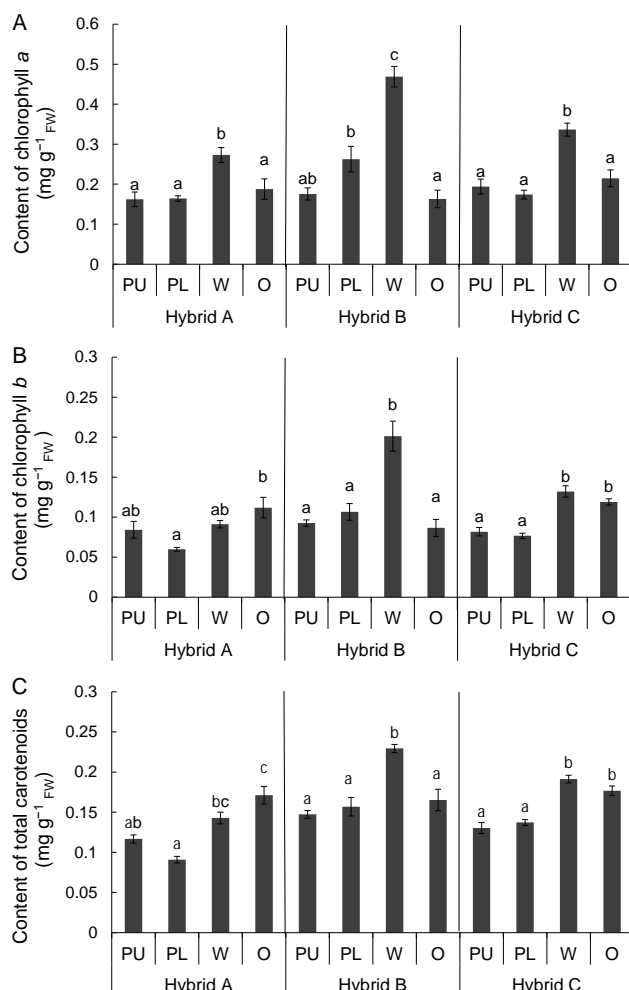 A
Content of chlorophyll a
(mg g⁻¹ FW)
0.6
0.5
0.4
0.3
0.2
0.1
0
a a b a
ab b c a
a a b a
PU PL W O PU PL W O PU PL W O
Hybrid A Hybrid B Hybrid C
B
Content of chlorophyll b
(mg g⁻¹ FW)
0.3
0.25
0.2
0.15
0.1
0.05
0
ab a ab b
a a b a
a a b b
PU PL W O PU PL W O PU PL W O
Hybrid A Hybrid B Hybrid C
C
Content of total carotenoids
(mg g⁻¹ FW)
0.3
0.25
0.2
0.15
0.1
0.05
0
ab a bc c
a a b a
a a b b
PU PL W O PU PL W O PU PL W O
Hybrid A Hybrid B Hybrid C